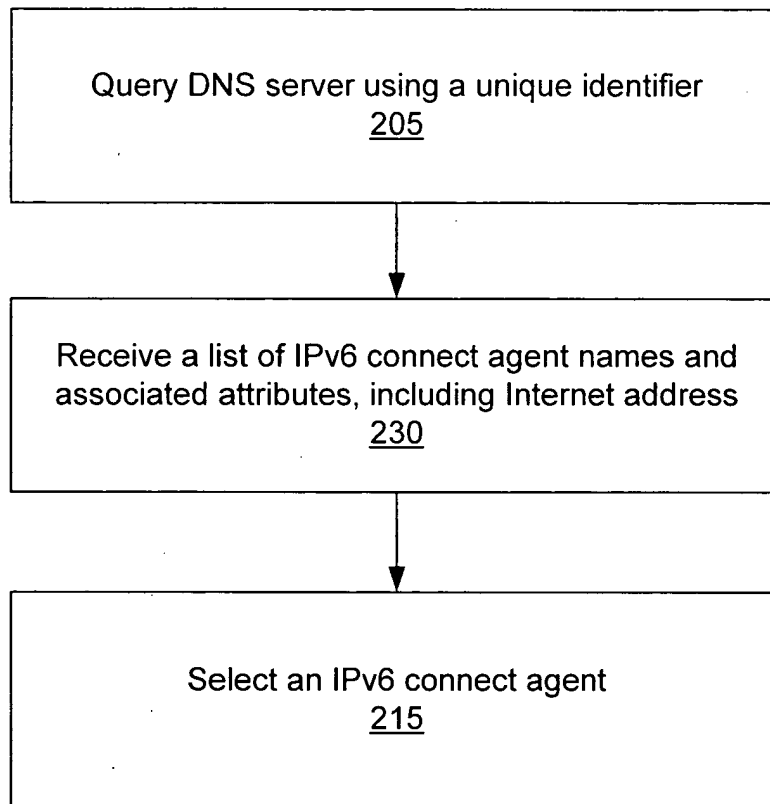 Query DNS server using a unique identifier
205
Receive a list of IPv6 connect agent names and
associated attributes, including Internet address
230
Select an IPv6 connect agent
215